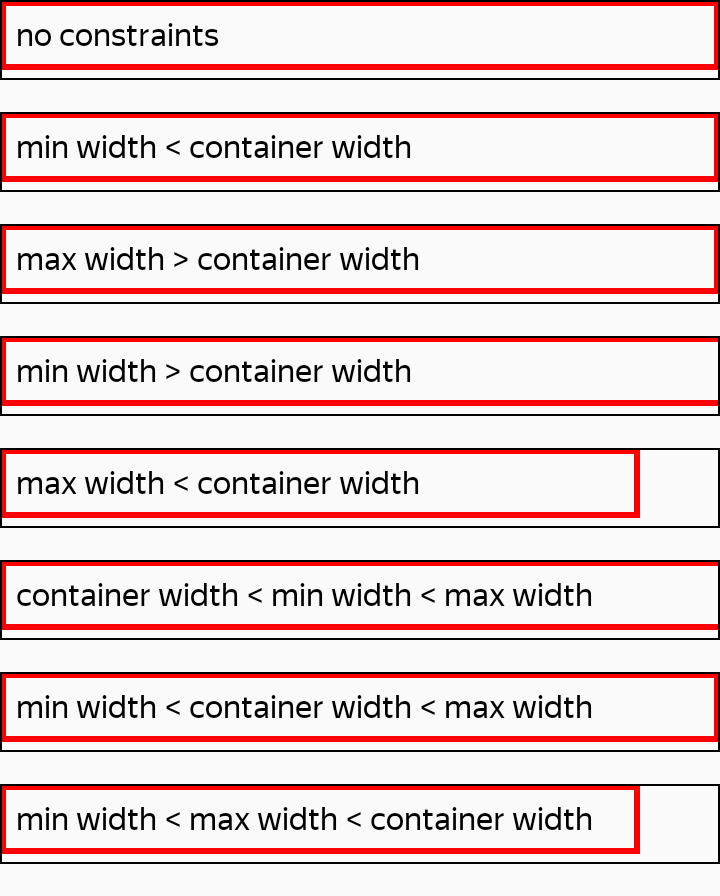 no constraints
min width < container width
max width > container width
min width > container width
max width < container width
container width < min width < max width
min width < container width < max width
min width < max width < container width